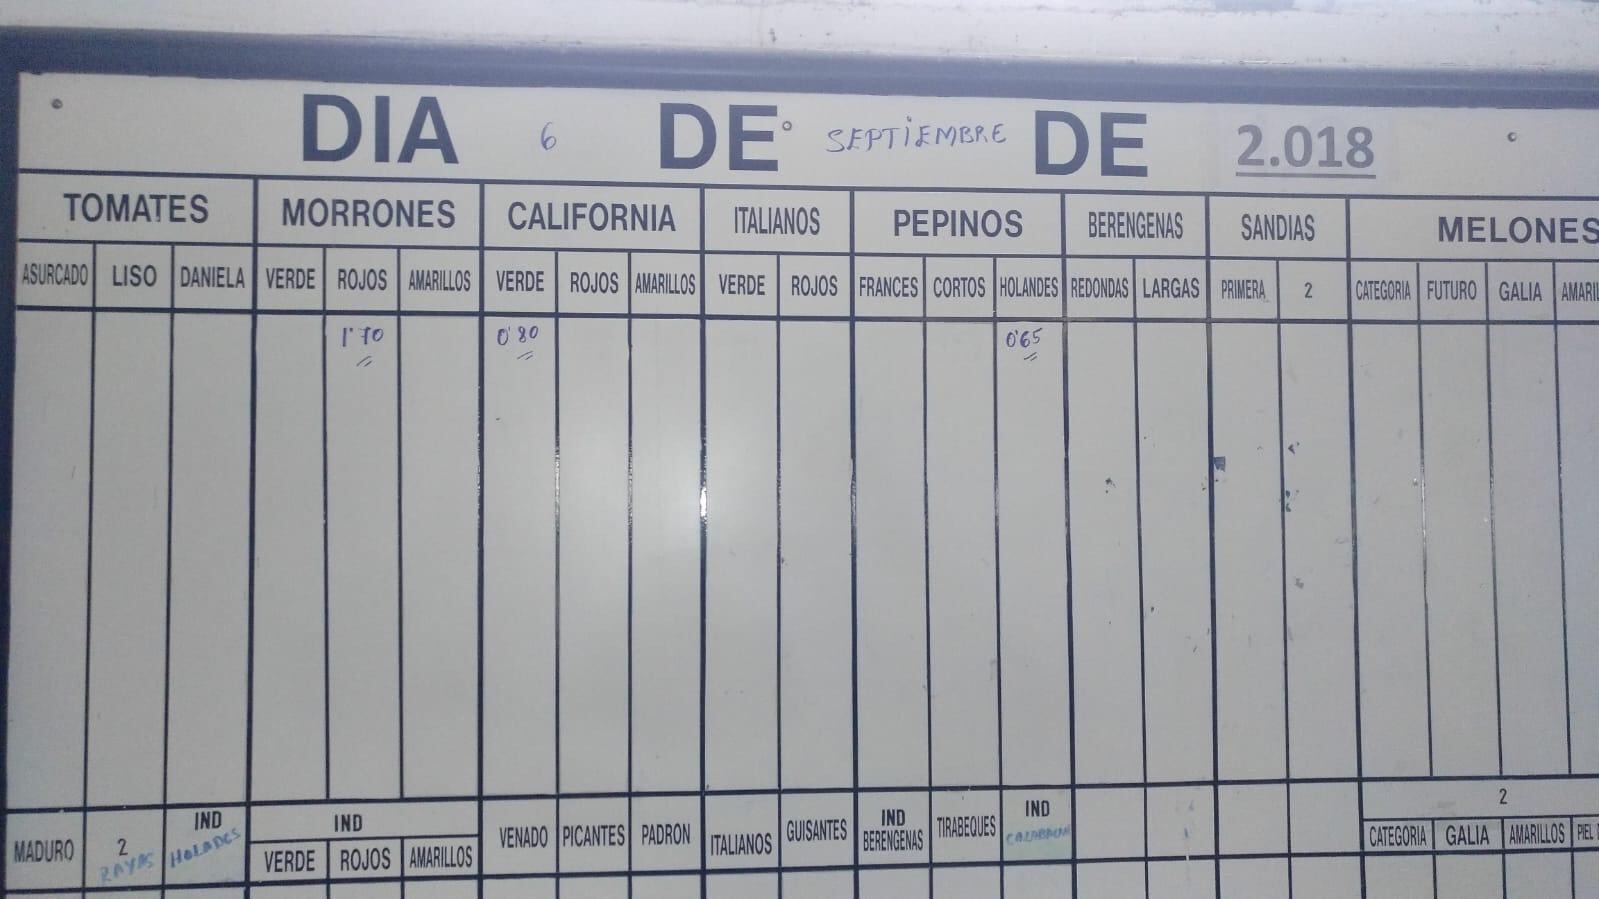 DIA 6 DE SEPTIEMBRE DE 2.018
TOMATES MORRONES CALIFORNIA ITALIANOS PEPINOS BERENGENAS SANDIAS MELONES
ASURCADO LISO DANIELA VERDE ROJOS AMARILLOS VERDE ROJOS AMARILLOS VERDE ROJOS FRANCES CORTOS HOLANDES REDONDAS LARGAS PRIMERA 2 CATEGORIA FUTURO GALIA AMARIL
1'70 0'80 0'65
2
IND IND IND IND
MADURO 2 VENADO PICANTES PADRON ITALIANOS GUISANTES BERENGENAS TIRABEQUES CATEGORIA GALIA AMARILLOS PIEL
RAYAS HOLADES VERDE ROJOS AMARILLOS